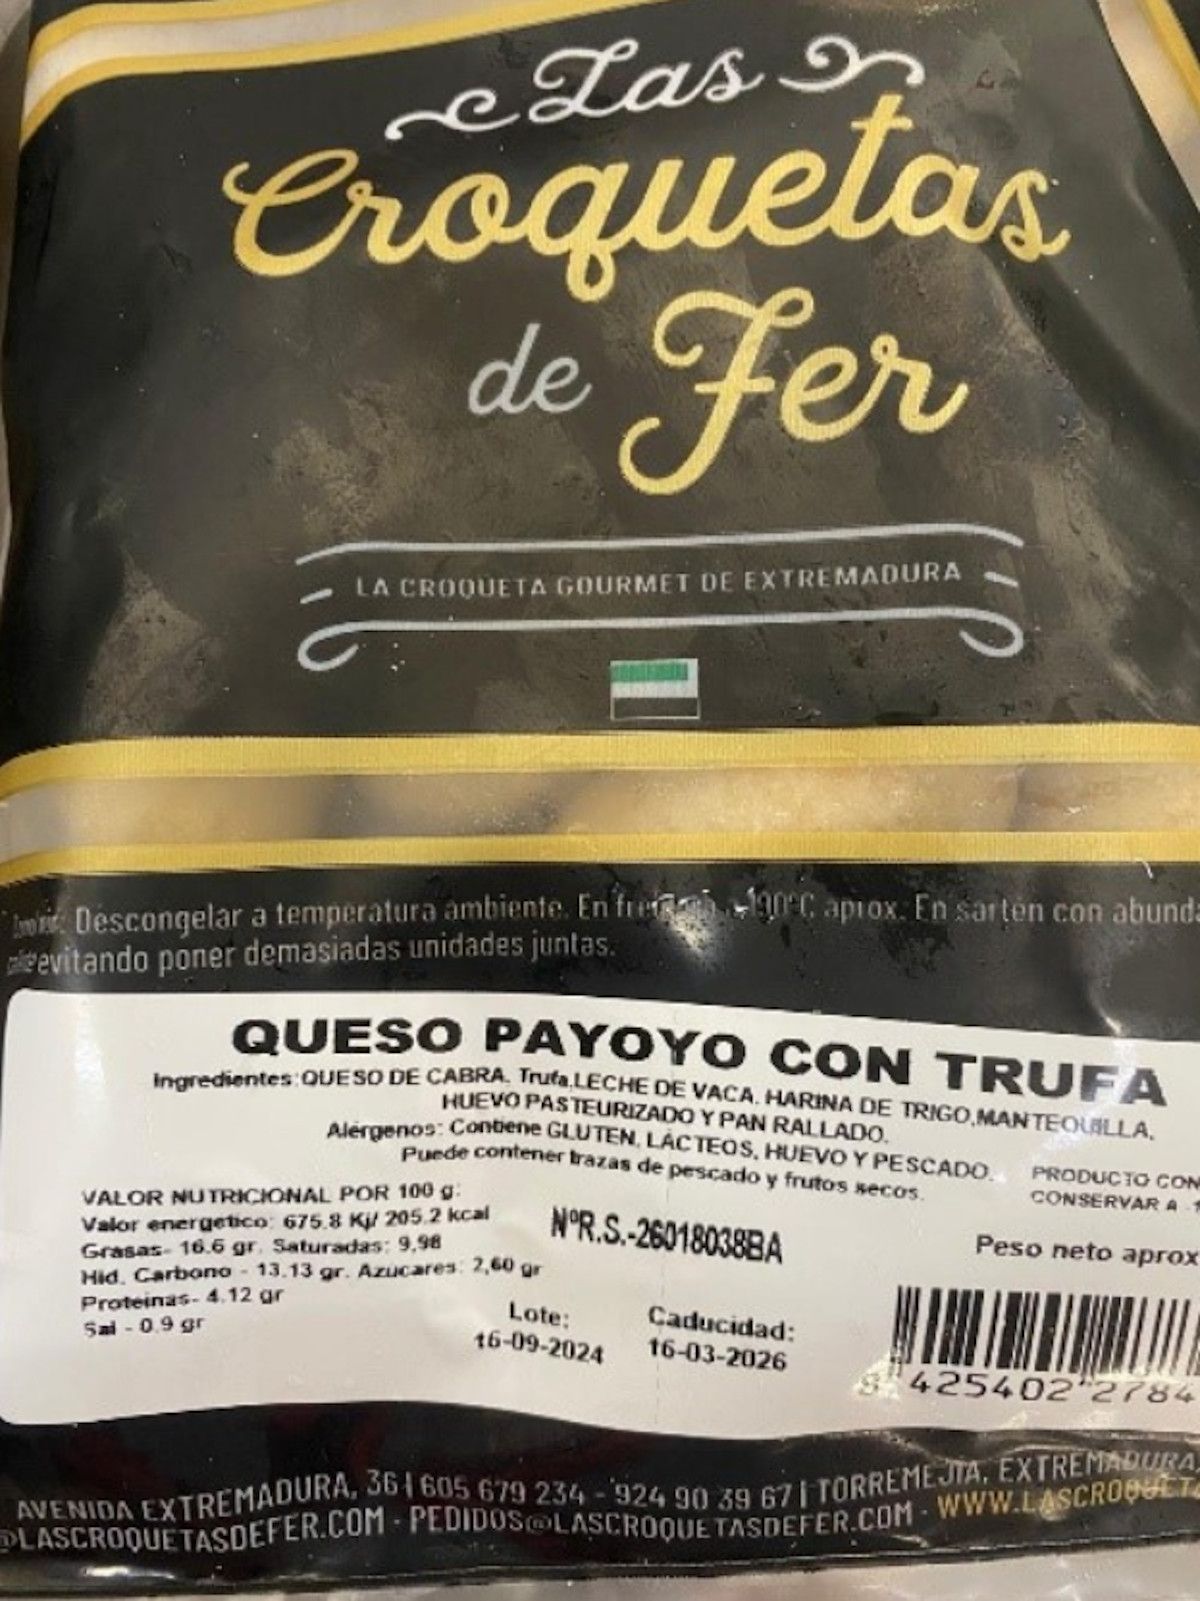 Las
Croquetas
de Fer
LA CROQUETA GOURMET DE EXTREMADURA
Descongelar a temperatura ambiente. En 190°C aprox. En sartén con abund
evitando poner demasiadas unidades juntas.
QUESO PAYOYO CON TRUFA
Ingredientes:QUESO DE CABRA. Trufa,LECHE DE VACA. HARINA DE TRIGO,MANTEQUILLA,
HUEVO PASTEURIZADO Y PAN RALLADO.
Alérgenos: Contiene GLUTEN, LÁCTEOS, HUEVO Y PESCADO.
Puede contener trazas de pescado y frutos secos.
PRODUCTO CON
CONSERVAR A
VALOR NUTRICIONAL POR 100 g:
Valor energetico: 675.8 Kj/ 205.2 kcal
Grasas- 16.6 gr. Saturadas: 9,98
Hid. Carbono - 13.13 gr. Azucares: 2,60 gr
Proteinas- 4.12 gr
Sal - 0.9 gr
NºR.S.-26018038BA
Peso neto aprox
Lote:
16-09-2024
Caducidad:
16-03-2026
8 425402 2784
AVENIDA EXTREMADURA, 36 | 605 679 234 - 924 90 39 67 | TORREMEJÍA, EXTREMADURA
@LASCROQUETASDEFER.COM - PEDIDOS@LASCROQUETASDEFER.COM - WWW.LASCROQUETA